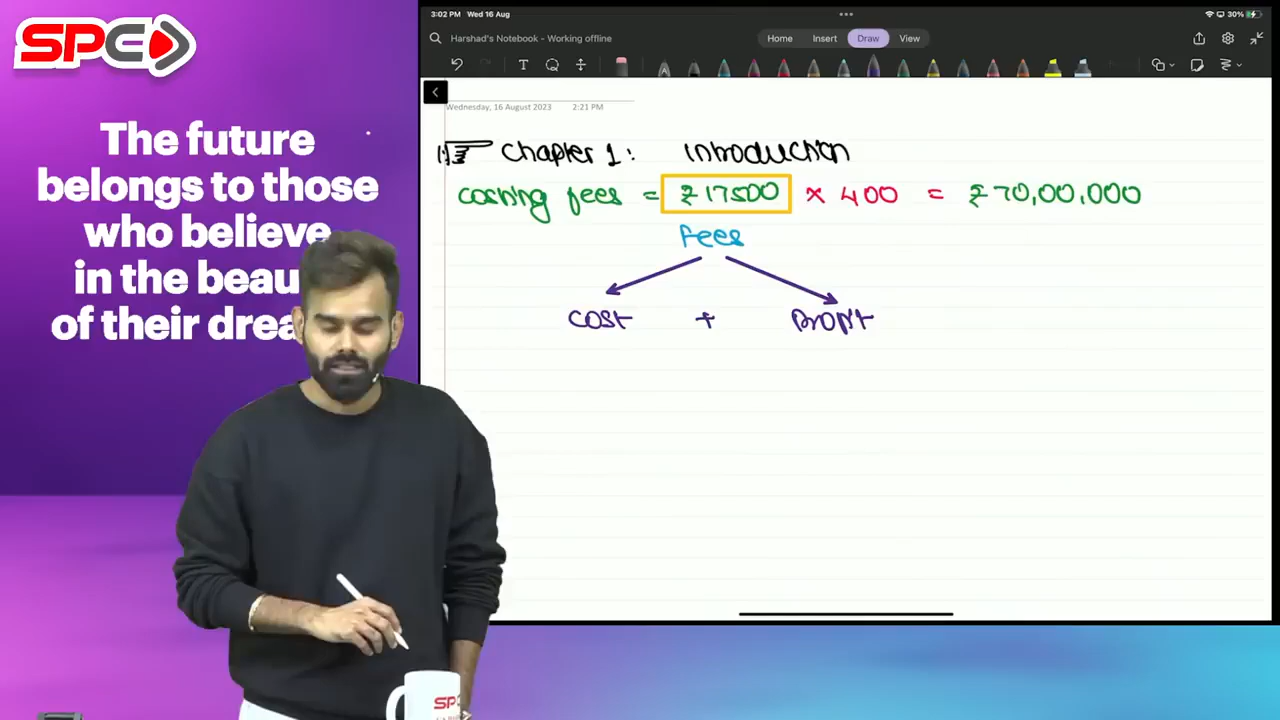 SPC
The future
belongs to those
who believe
in the beau
of their drea
3:02 PM Wed 16 Aug
30%
Harshad's Notebook - Working offline
Home Insert Draw View
Wednesday, 16 August 2023 2:21 PM
Chapter 1: Introduction
costing fees = ₹17500 × 400 = ₹70,00,000
Fees
Cost + Profit
SPC